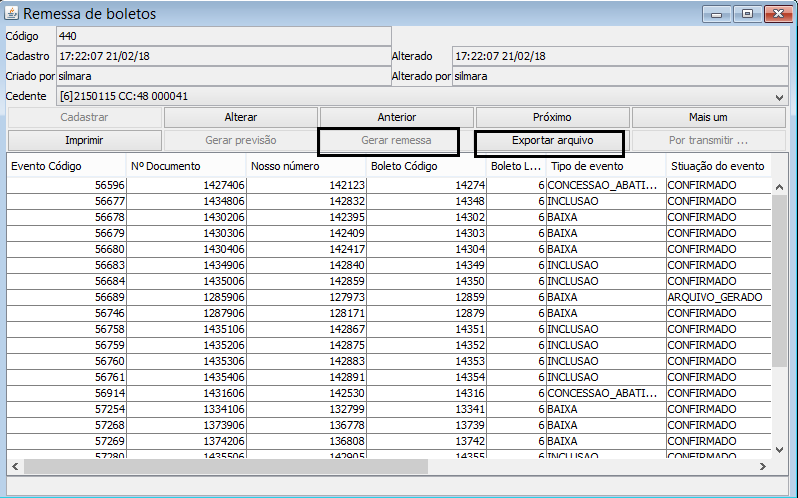 Remessa de boletos
Código 440
Cadastro 17:22:07 21/02/18 Alterado 17:22:07 21/02/18
Criado por silmara Alterado por silmara
Cedente [6]2150115 CC:48 000041
Cadastrar Alterar Anterior Próximo Mais um
Imprimir Gerar previsão Gerar remessa Exportar arquivo Por transmitir ...
Evento Código Nº Documento Nosso número Boleto Código Boleto L... Tipo de evento Stiuação do evento
56596 1427406 142123 14274 6 CONCESSAO_ABATI... CONFIRMADO
56677 1434806 142832 14348 6 INCLUSAO CONFIRMADO
56678 1430206 142395 14302 6 BAIXA CONFIRMADO
56679 1430306 142409 14303 6 BAIXA CONFIRMADO
56680 1430406 142417 14304 6 BAIXA CONFIRMADO
56683 1434906 142840 14349 6 INCLUSAO CONFIRMADO
56684 1435006 142859 14350 6 INCLUSAO CONFIRMADO
56689 1285906 127973 12859 6 BAIXA ARQUIVO_GERADO
56746 1287906 128171 12879 6 BAIXA CONFIRMADO
56758 1435106 142867 14351 6 INCLUSAO CONFIRMADO
56759 1435206 142875 14352 6 INCLUSAO CONFIRMADO
56760 1435306 142883 14353 6 INCLUSAO CONFIRMADO
56761 1435406 142891 14354 6 INCLUSAO CONFIRMADO
56914 1431606 142530 14316 6 CONCESSAO_ABATI... CONFIRMADO
57254 1334106 132799 13341 6 BAIXA CONFIRMADO
57268 1373906 136778 13739 6 BAIXA CONFIRMADO
57269 1374206 136808 13742 6 BAIXA CONFIRMADO
57280 1435506 142905 14355 6 INCLUSAO CONFIRMADO